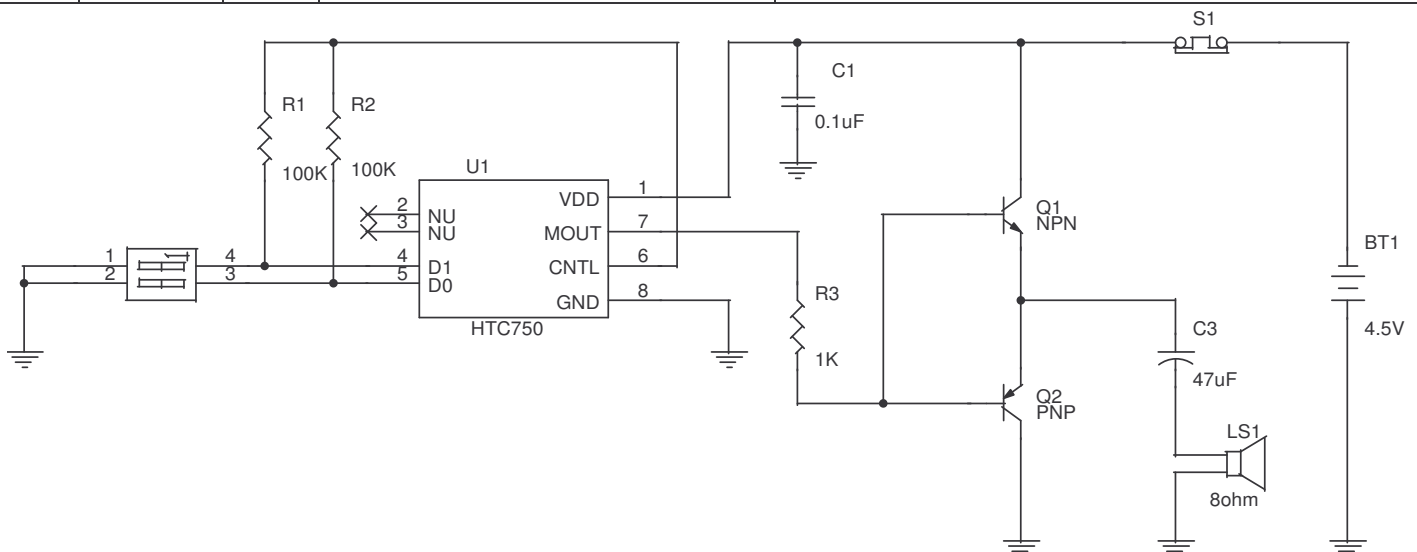 S1
C1
0.1uF
R1
R2
100K
100K
U1
2
3
NU
NU
VDD
1
MOUT
7
CNTL
6
GND
8
1
2
4
3
4
5
D1
D0
HTC750
R3
1K
Q1
NPN
Q2
PNP
BT1
4.5V
C3
47uF
LS1
8ohm